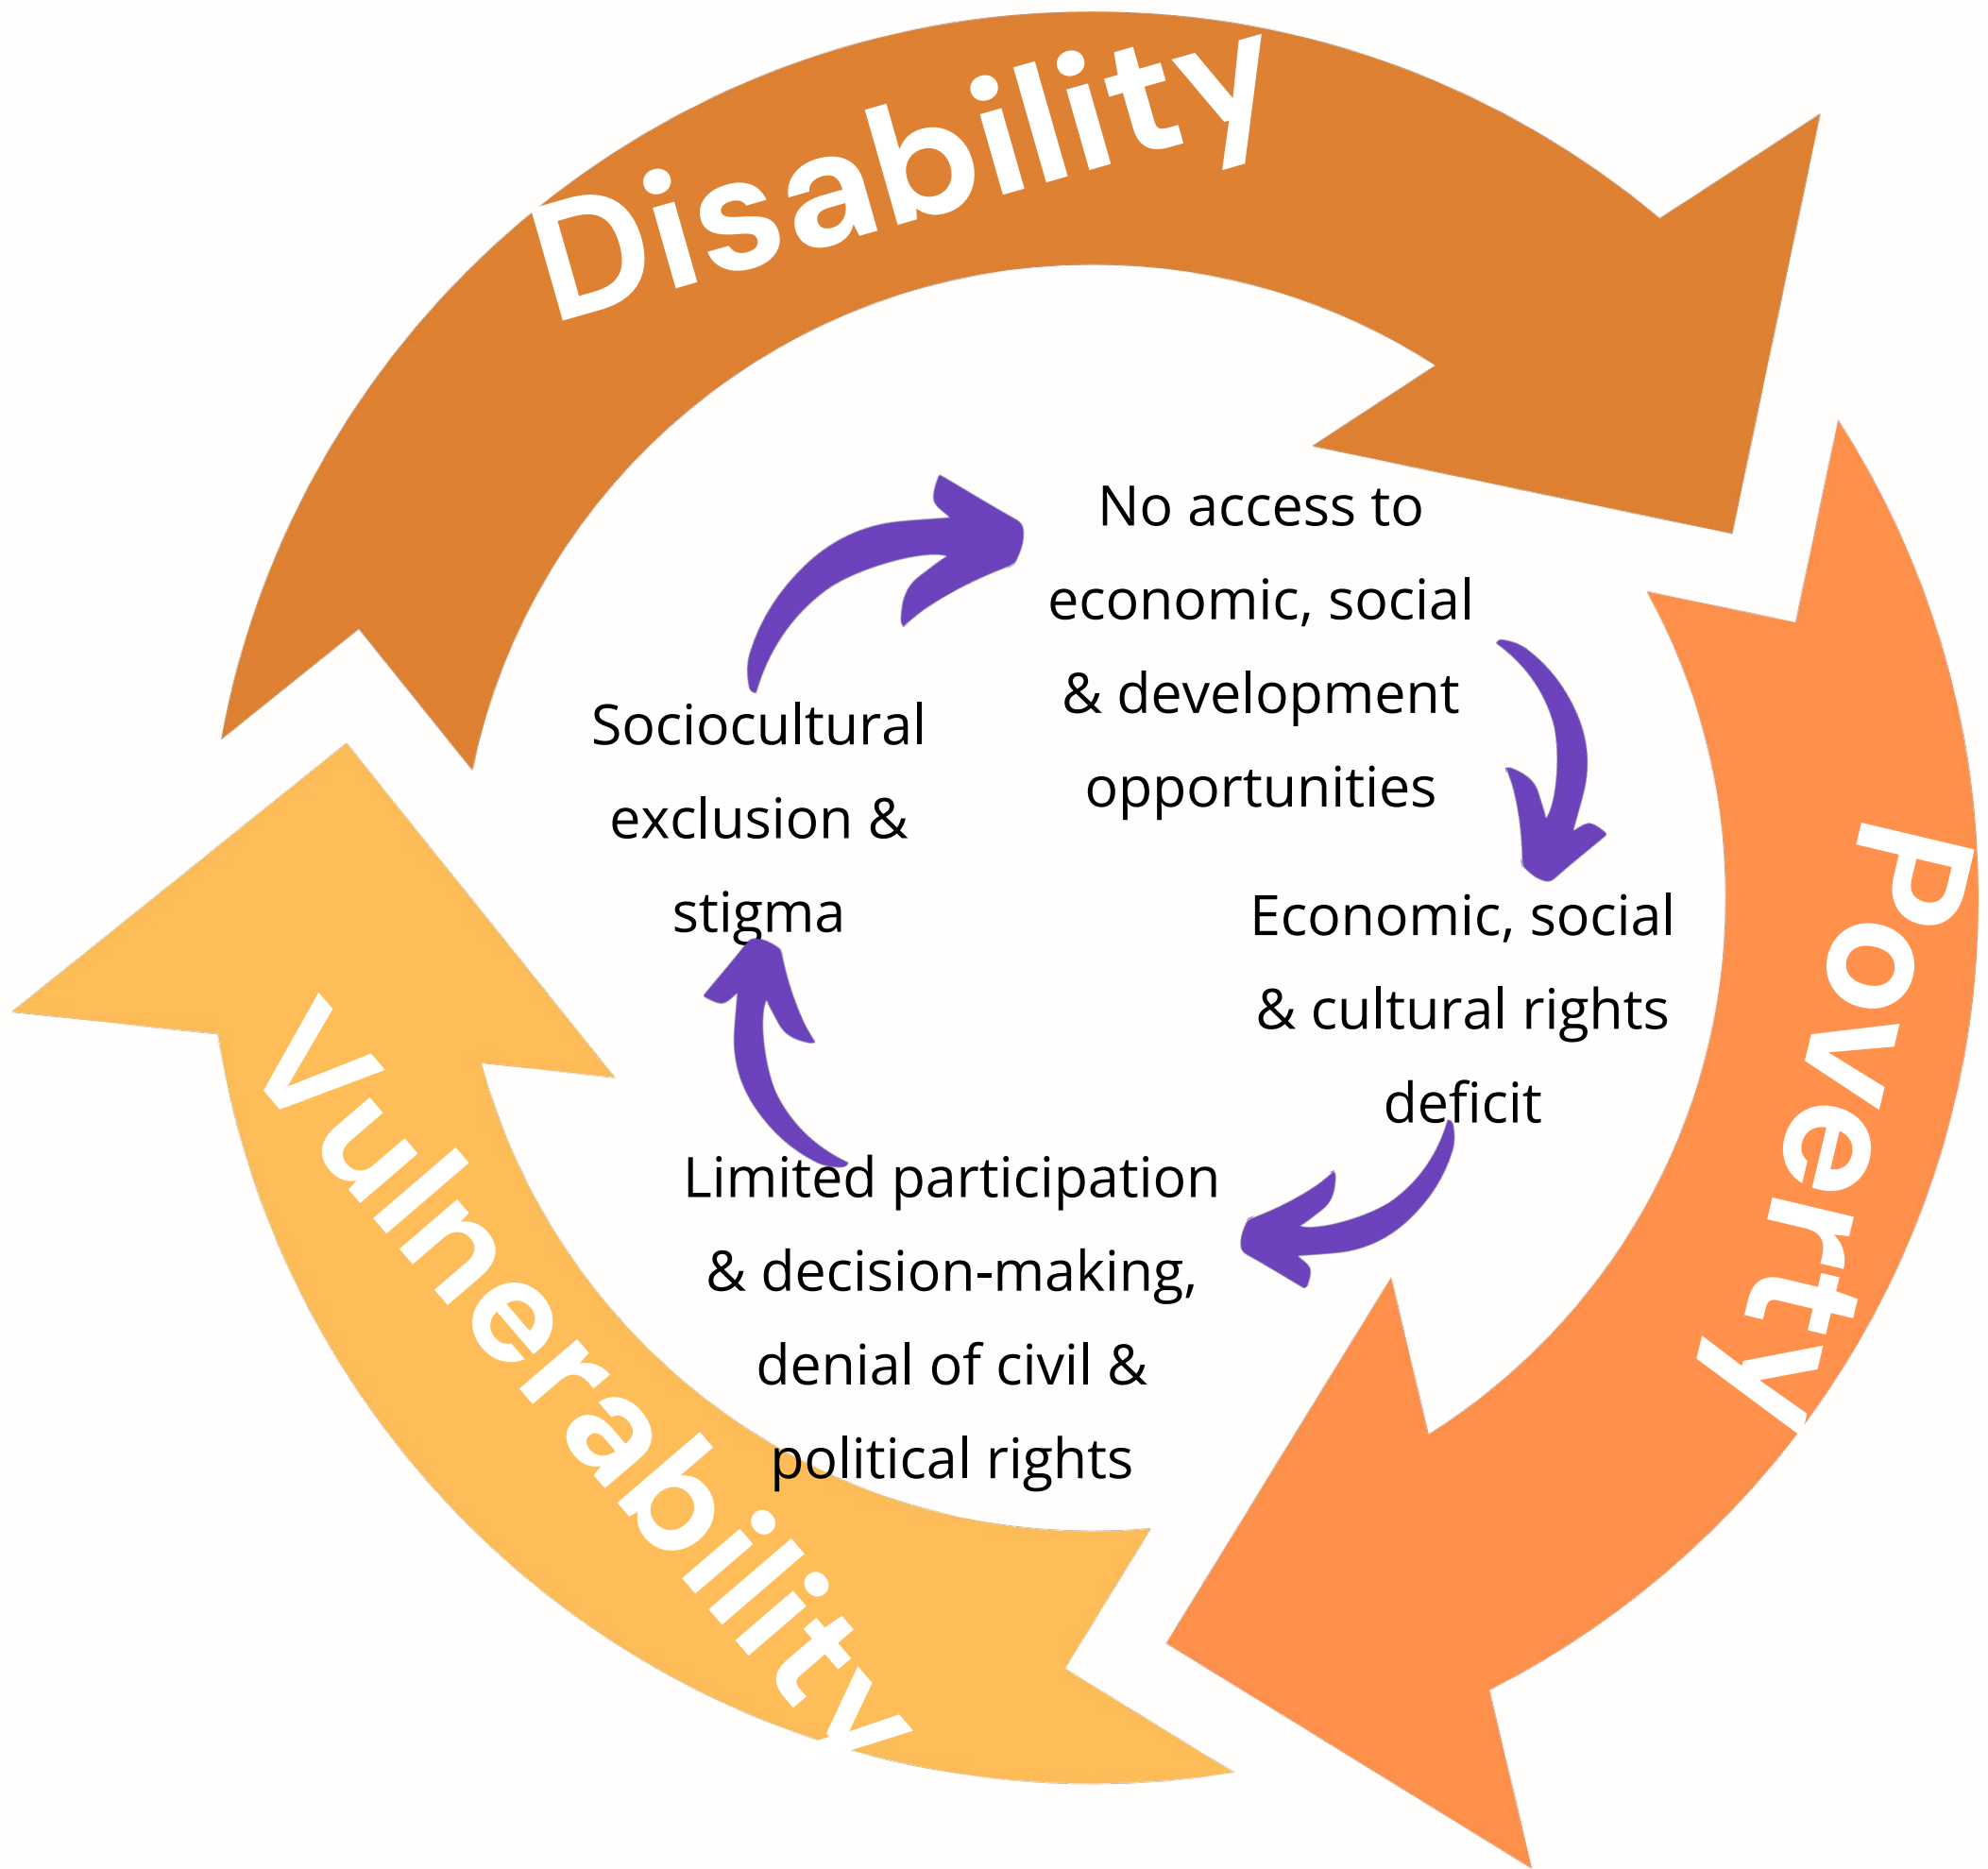 Disability
Poverty
Vulnerability
No access to
economic, social
& development
opportunities
Economic, social
& cultural rights
deficit
Limited participation
& decision-making,
denial of civil &
political rights
Sociocultural
exclusion &
stigma